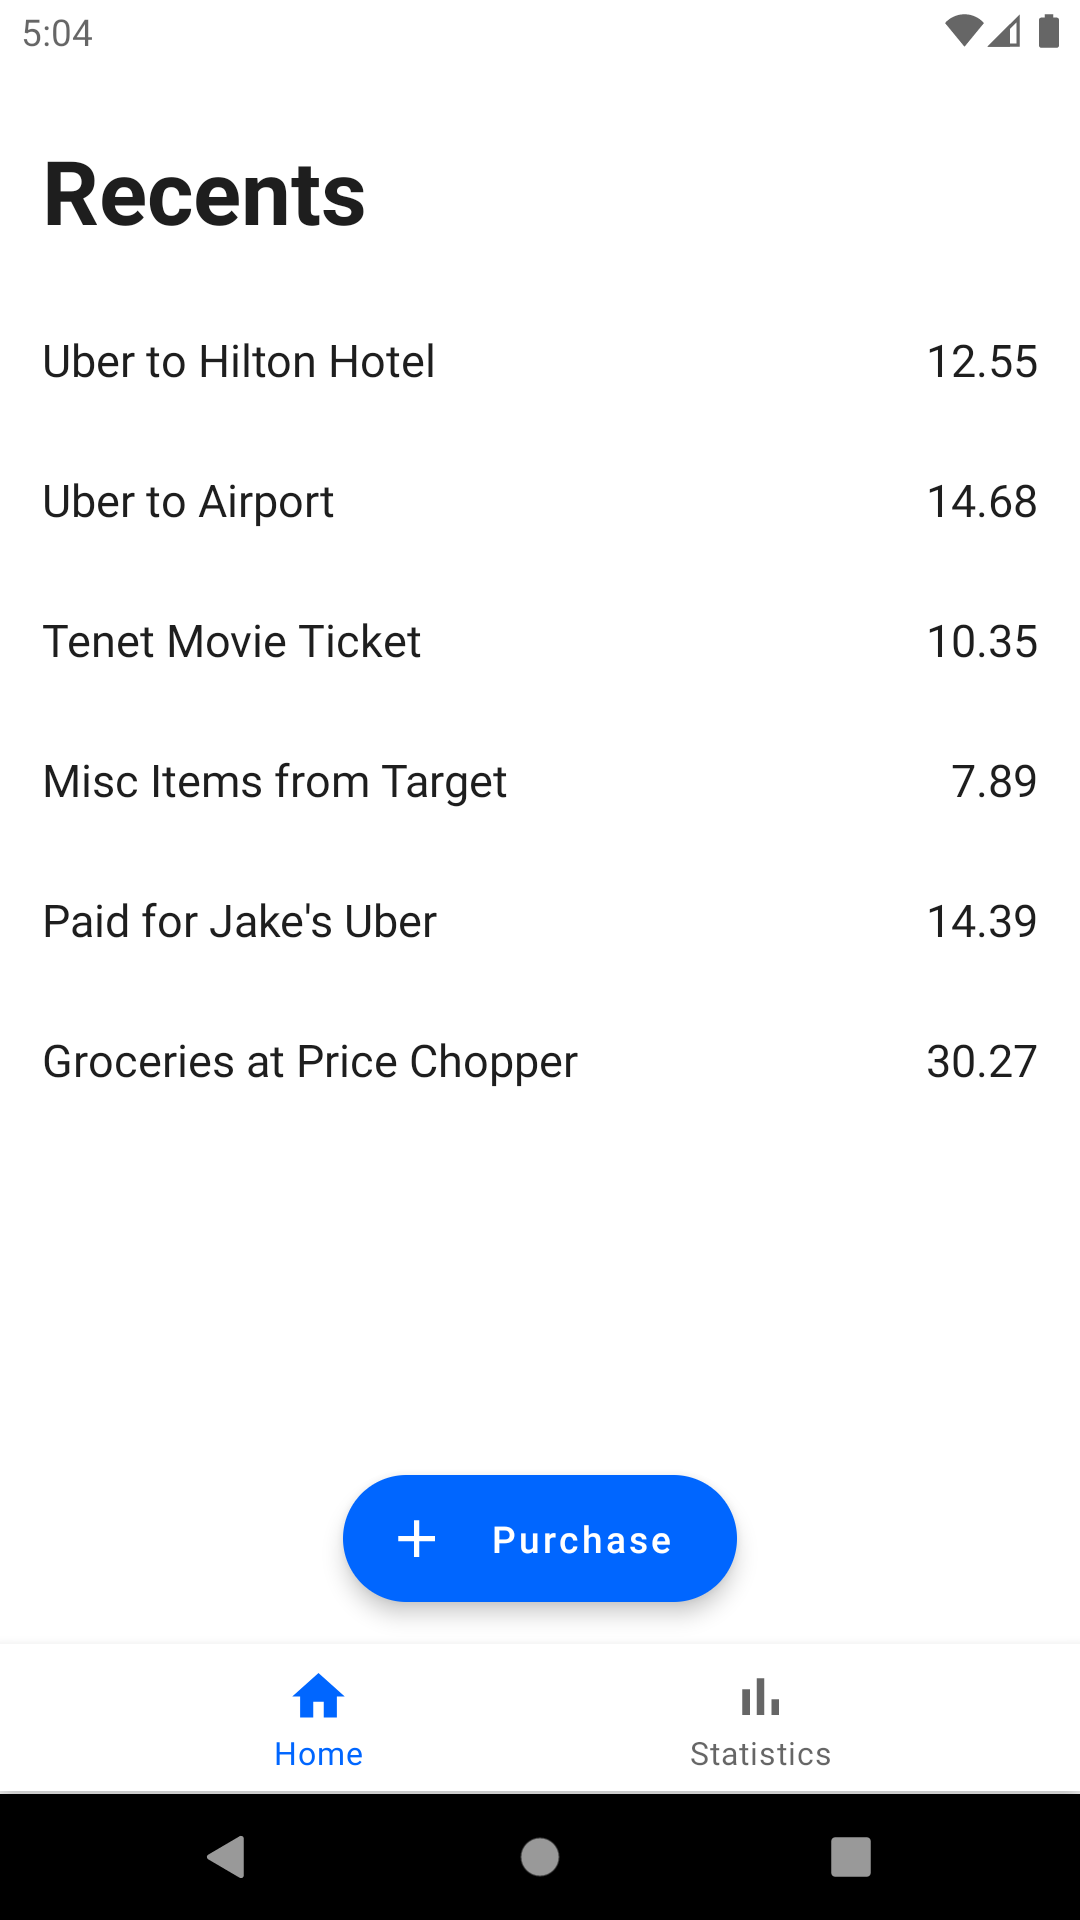 5:04
Recents
Uber to Hilton Hotel 12.55
Uber to Airport 14.68
Tenet Movie Ticket 10.35
Misc Items from Target 7.89
Paid for Jake's Uber 14.39
Groceries at Price Chopper 30.27
Purchase
Home Statistics